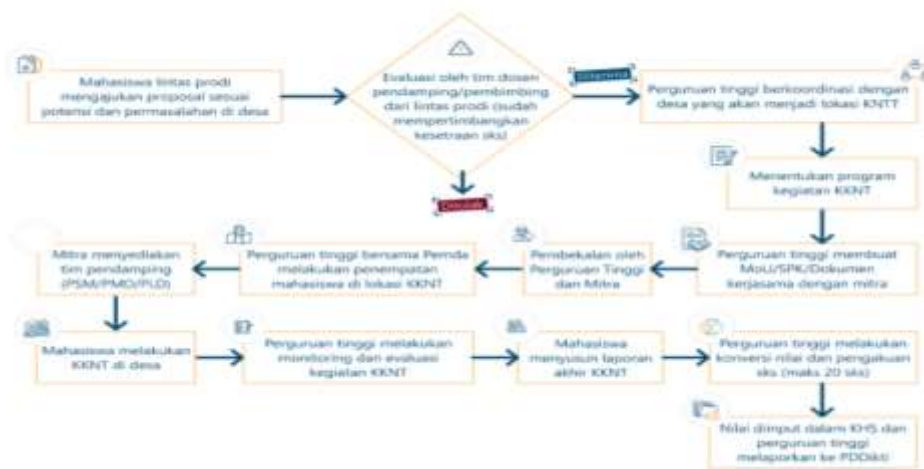 Mahasiswa lintas prodi
mengajukan proposal sesuai
potensi dan permasalahan di desa
Evaluasi oleh tim dosen
pendamping/pembimbing
dari lintas prodi (sudah
mempertimbangkan
kesetraan sks)
Diterima
Ditolak
Perguruan tinggi berkoordinasi dengan
desa yang akan menjadi lokasi KNTT
Menentukan program
kegiatan KKNT
Perguruan tinggi membuat
MoU/SPK/Dokumen
kerjasama dengan mitra
Pembekalan oleh
Perguruan Tinggi
dan Mitra
Perguruan tinggi bersama Pemda
melakukan penempatan
mahasiswa di lokasi KKNT
Mitra menyediakan
tim pendamping
(PSM/PMD/PLD)
Mahasiswa melakukan
KKNT di desa
Perguruan tinggi melakukan
monitoring dan evaluasi
kegiatan KKNT
Mahasiswa
menyusun laporan
akhir KKNT
Perguruan tinggi melakukan
konversi nilai dan pengakuan
sks (maks 20 sks)
Nilai diinput dalam KHS dan
perguruan tinggi
melaporkan ke PDDikti